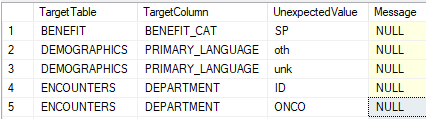 TargetTable TargetColumn UnexpectedValue Message
1 BENEFIT BENEFIT_CAT SP NULL
2 DEMOGRAPHICS PRIMARY_LANGUAGE oth NULL
3 DEMOGRAPHICS PRIMARY_LANGUAGE unk NULL
4 ENCOUNTERS DEPARTMENT ID NULL
5 ENCOUNTERS DEPARTMENT ONCO NULL